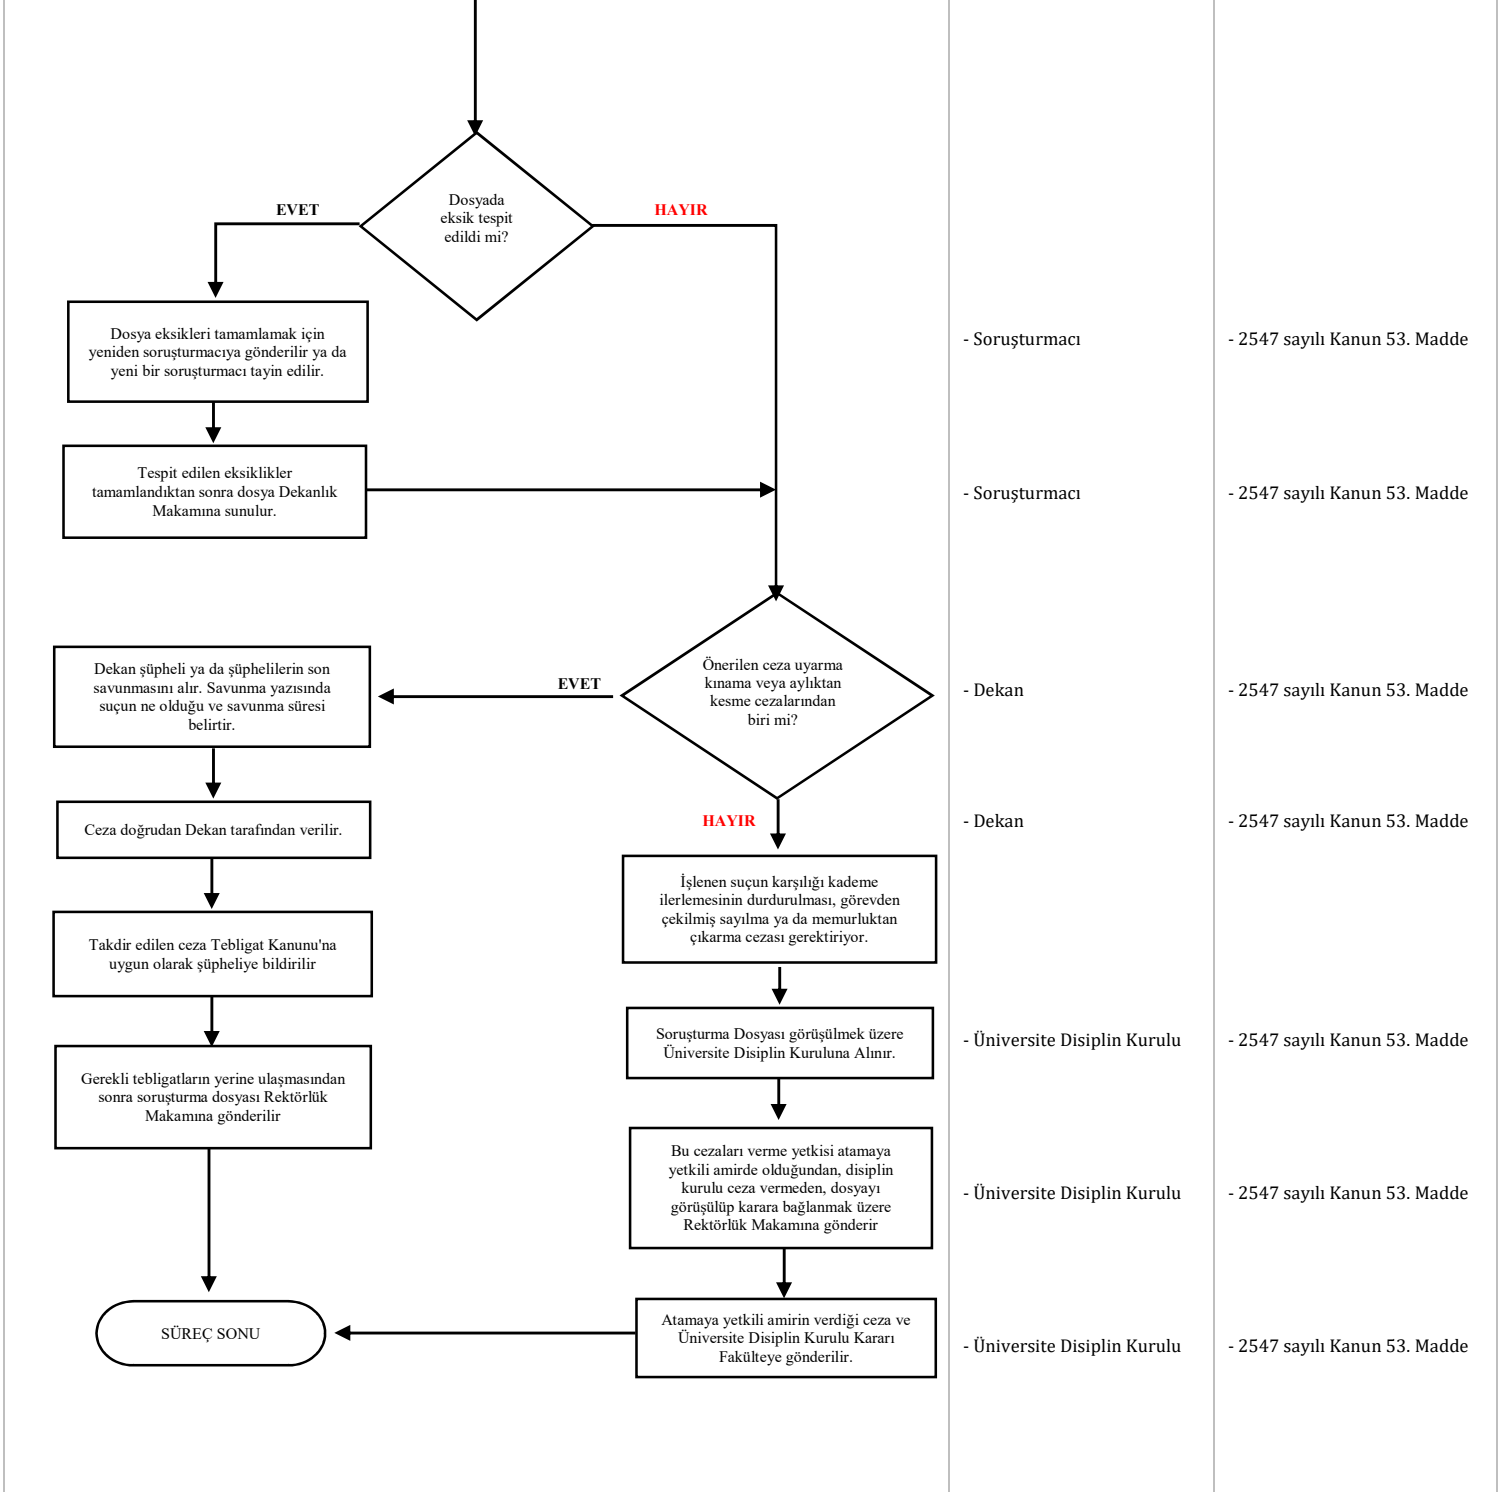 Dosyada
eksik tespit
edildi mi?
EVET
HAYIR
Dosya eksikleri tamamlamak için
yeniden soruşturmacıya gönderilir ya da
yeni bir soruşturmacı tayin edilir.
- Soruşturmacı
- 2547 sayılı Kanun 53. Madde
Tespit edilen eksiklikler
tamamlandıktan sonra dosya Dekanlık
Makamına sunulur.
- Soruşturmacı
- 2547 sayılı Kanun 53. Madde
Önerilen ceza uyarma
kınama veya aylıktan
kesme cezalarından
biri mi?
EVET
Dekan şüpheli ya da şüphelilerin son
savunmasını alır. Savunma yazısında
suçun ne olduğu ve savunma süresi
belirtir.
- Dekan
- 2547 sayılı Kanun 53. Madde
Ceza doğrudan Dekan tarafından verilir.
HAYIR
- Dekan
- 2547 sayılı Kanun 53. Madde
İşlenen suçun karşılığı kademe
ilerlemesinin durdurulması, görevden
çekilmiş sayılma ya da memurluktan
çıkarma cezası gerektiriyor.
Takdir edilen ceza Tebligat Kanunu'na
uygun olarak şüpheliye bildirilir
Soruşturma Dosyası görüşülmek üzere
Üniversite Disiplin Kuruluna Alınır.
- Üniversite Disiplin Kurulu
- 2547 sayılı Kanun 53. Madde
Gerekli tebligatların yerine ulaşmasından
sonra soruşturma dosyası Rektörlük
Makamına gönderilir
Bu cezaları verme yetkisi atamaya
yetkili amirde olduğundan, disiplin
kurulu ceza vermeden, dosyayı
görüşülüp karara bağlanmak üzere
Rektörlük Makamına gönderir
- Üniversite Disiplin Kurulu
- 2547 sayılı Kanun 53. Madde
SÜREÇ SONU
Atamaya yetkili amirin verdiği ceza ve
Üniversite Disiplin Kurulu Kararı
Fakülteye gönderilir.
- Üniversite Disiplin Kurulu
- 2547 sayılı Kanun 53. Madde